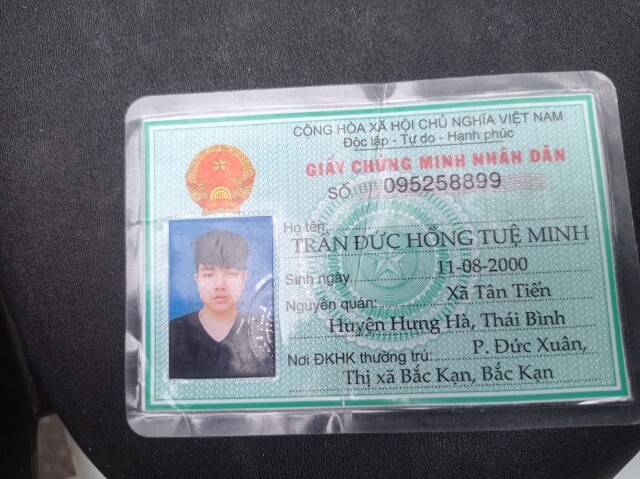 CỘNG HÒA XÃ HỘI CHỦ NGHĨA VIỆT NAM
Độc lập - Tự do - Hạnh phúc
GIẤY CHỨNG MINH NHÂN DÂN
SỐ 095258899
Họ tên: TRẦN ĐỨC HỒNG TUỆ MINH
Sinh ngày 11-08-2000
Nguyên quán: Xã Tân Tiến
Huyện Hưng Hà, Thái Bình
Nơi ĐKHK thường trú: P. Đức Xuân,
Thị xã Bắc Kạn, Bắc Kạn